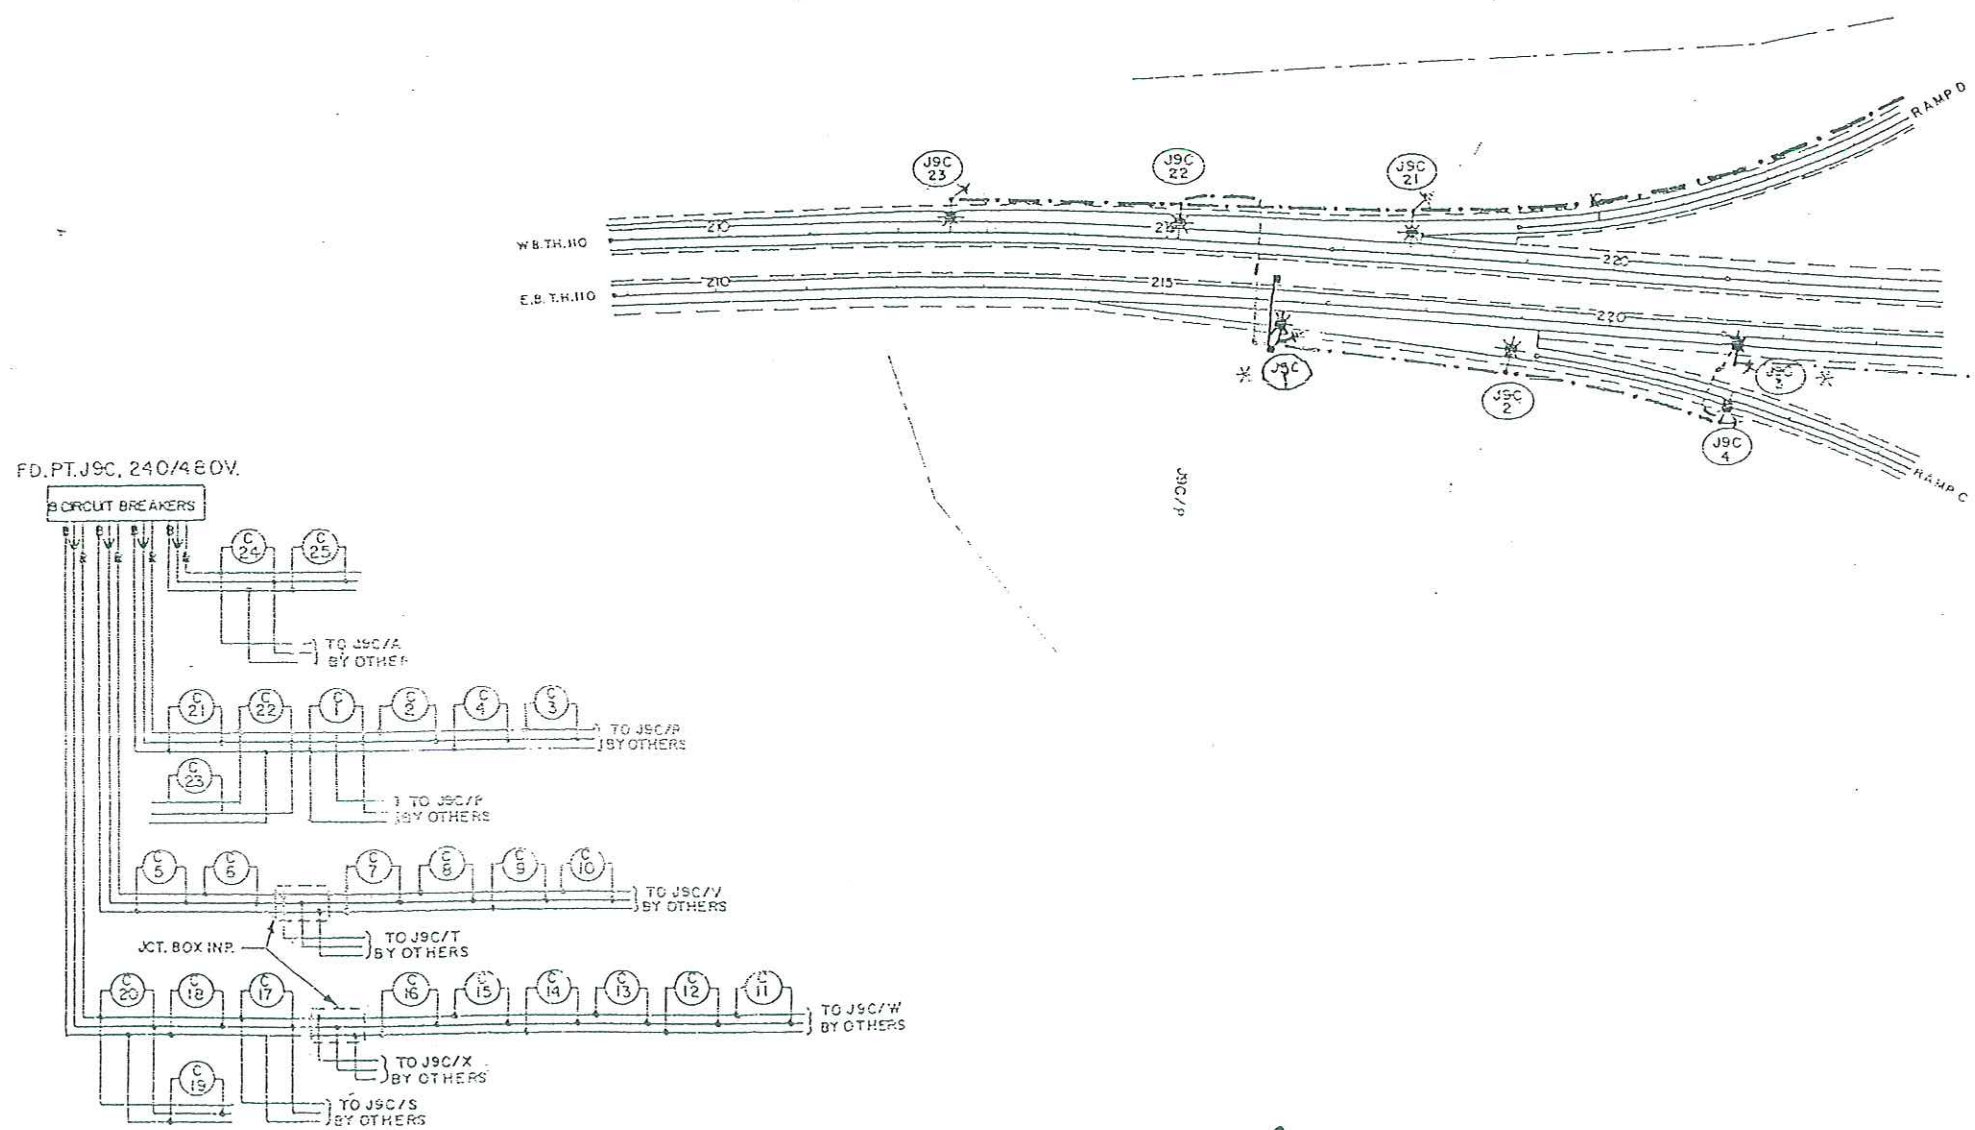 RAMP D
J9C
23
J9C
22
J9C
21
W.B. T.H. 110
210
215
220
E.B. T.H. 110
210
215
220
J9C
1
J9C
2
J9C
3
J9C
4
RAMP C
J9C/P
FD. PT. J9C, 240/480V.
8 CIRCUIT BREAKERS
B
R
B
R
B
R
B
R
C
24
C
25
TO J9C/A
BY OTHER
C
21
C
22
C
1
C
2
C
4
C
3
TO J9C/R
BY OTHERS
C
23
TO J9C/P
BY OTHERS
C
5
C
6
C
7
C
8
C
9
C
10
TO J9C/V
BY OTHERS
JCT. BOX INP.
TO J9C/T
BY OTHERS
C
20
C
18
C
17
C
16
C
15
C
14
C
13
C
12
C
11
TO J9C/W
BY OTHERS
TO J9C/X
BY OTHERS
C
19
TO J9C/S
BY OTHERS